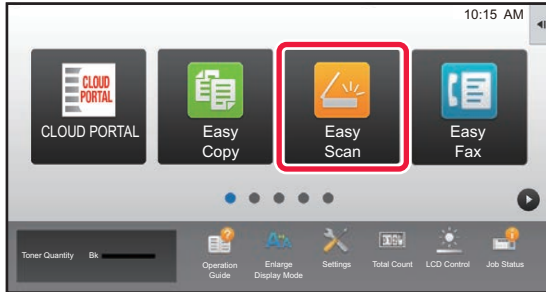 10:15 AM
CLOUD
PORTAL
CLOUD PORTAL
Easy
Copy
Easy
Scan
Easy
Fax
Toner Quantity Bk
Operation
Guide
Enlarge
Display Mode
Settings
Total Count
LCD Control
Job Status